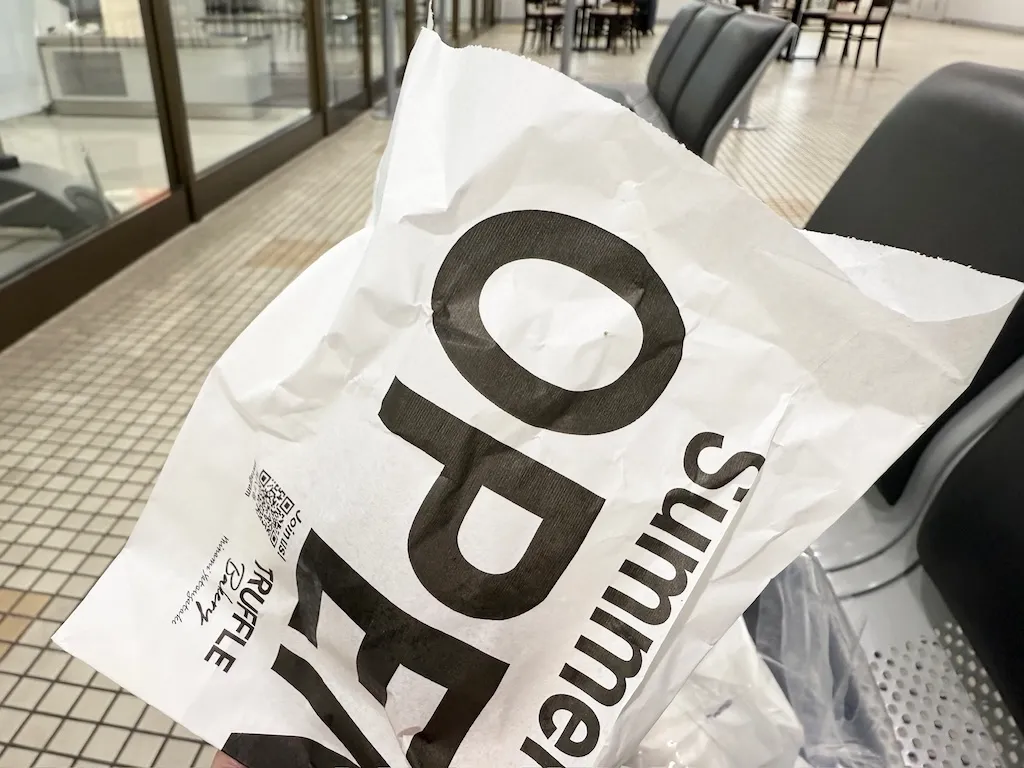 summer
OPEN
Join us!
TRUFFLE
Bakery